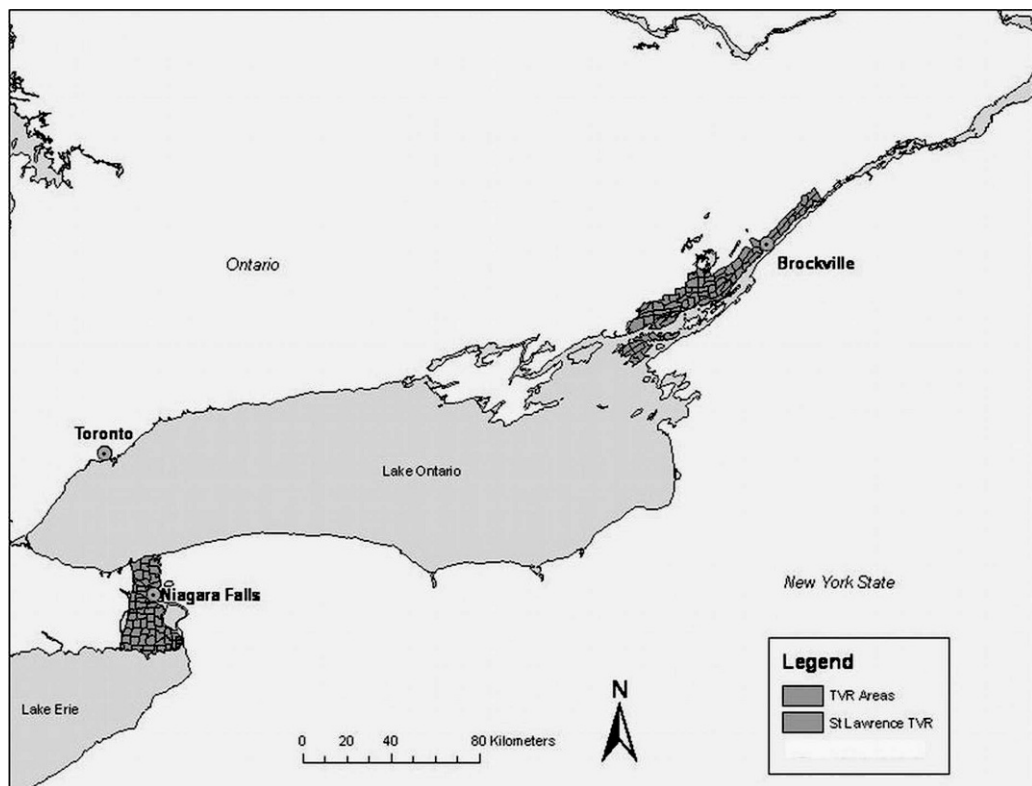 Ontario
Brockville
Toronto
Lake Ontario
Niagara Falls
New York State
Lake Erie
Legend
TVR Areas
St Lawrence TVR
N
0 20 40 80 Kilometers